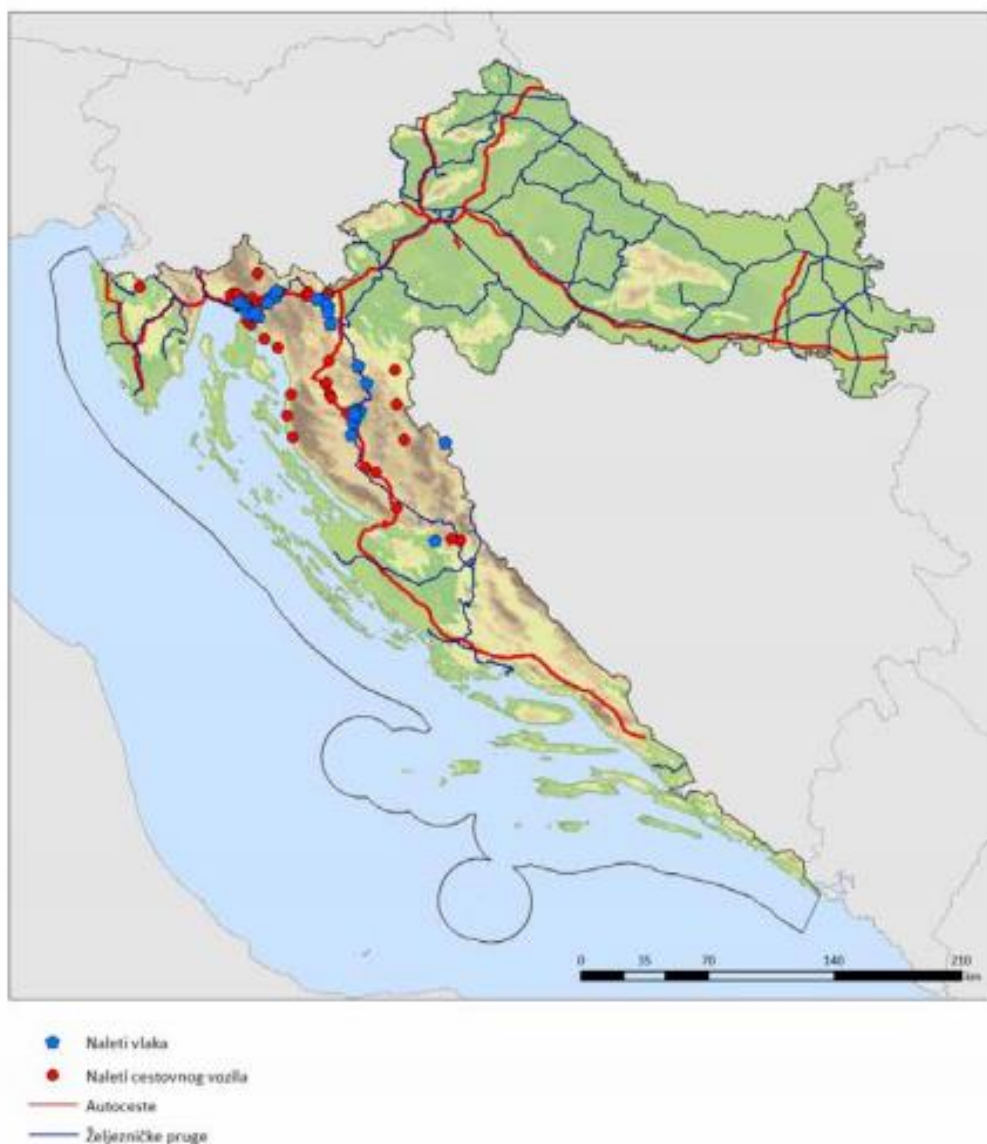 0 35 70 140 210
km
Naleti vlaka
Naleti cestovnog vozila
Autoceste
Željezničke pruge